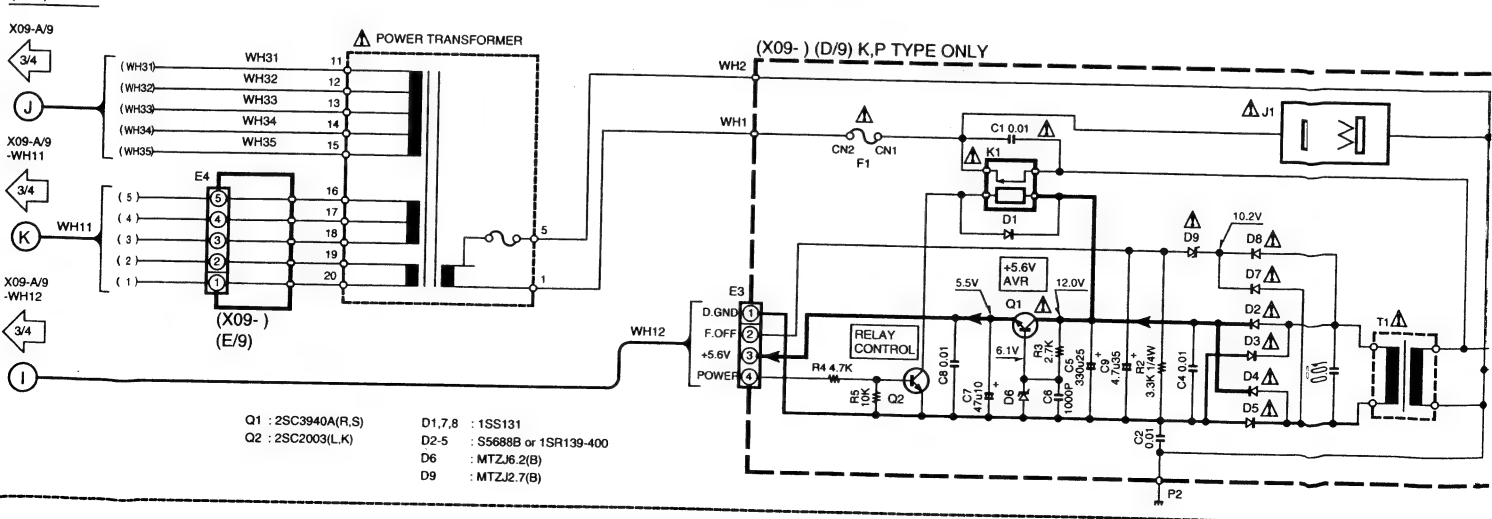 X09-A/9
3/4
J
X09-A/9
-WH11
3/4
K
WH11
X09-A/9
-WH12
3/4
I
(WH31)
(WH32)
(WH33)
(WH34)
(WH35)
WH31
WH32
WH33
WH34
WH35
11
12
13
14
15
⚠ POWER TRANSFORMER
(5)
(4)
(3)
(2)
(1)
E4
5
4
3
2
1
16
17
18
19
20
(X09- )
(E/9)
5
1
WH2
WH1
WH12
(X09- ) (D/9) K,P TYPE ONLY
CN2
CN1
F1
C1 0.01
K1
D1
J1
E3
D.GND 1
F.OFF 2
+5.6V 3
POWER 4
RELAY
CONTROL
R4 4.7K
R5
10K
Q2
C8 0.01
5.5V
C7
47u10
+5.6V
AVR
Q1
12.0V
6.1V
D6
R3
2.7K
C6
1000P
C5
330u25
C9
4.7u35
R2
3.3K 1/4W
C4 0.01
D9
10.2V
D8
D7
D2
D3
D4
D5
T1
C2
0.01
P2
Q1 : 2SC3940A(R,S)
Q2 : 2SC2003(L,K)
D1,7,8 : 1SS131
D2-5 : S5688B or 1SR139-400
D6 : MTZJ6.2(B)
D9 : MTZJ2.7(B)